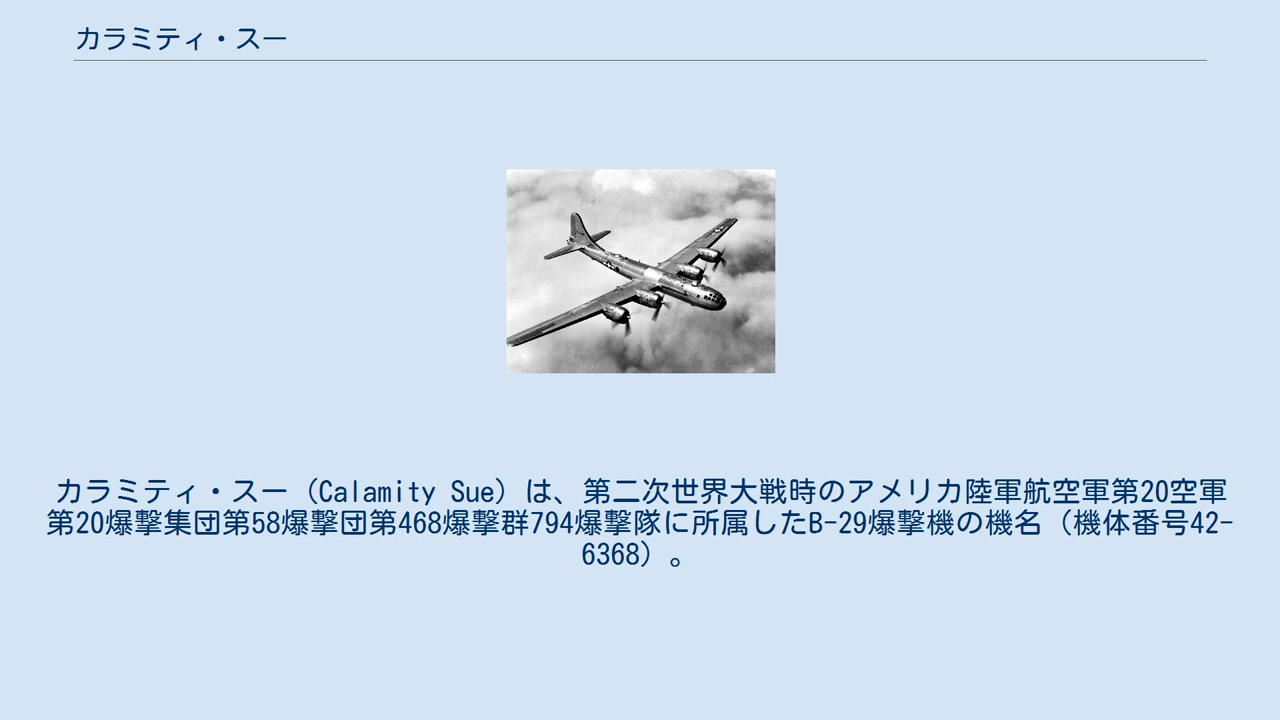 カラミティ・スー
カラミティ・スー（Calamity Sue）は、第二次世界大戦時のアメリカ陸軍航空軍第20空軍
第20爆撃集団第58爆撃団第468爆撃群794爆撃隊に所属したB-29爆撃機の機名（機体番号42-
6368）。